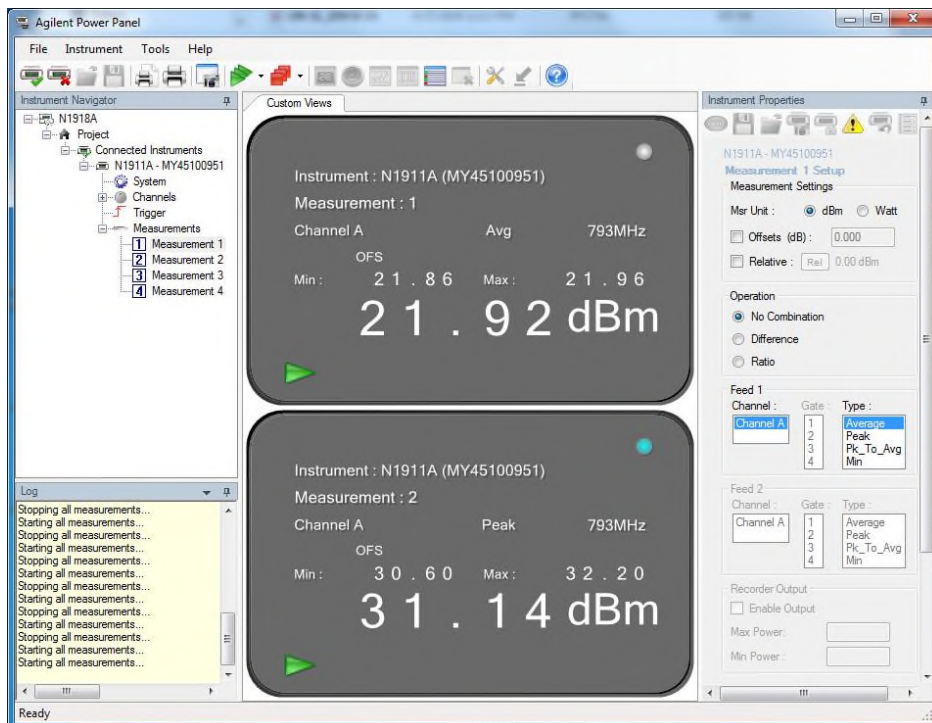 Agilent Power Panel
File Instrument Tools Help
Instrument Navigator
N1918A
Project
Connected Instruments
N1911A - MY45100951
System
Channels
Trigger
Measurements
1 Measurement 1
2 Measurement 2
3 Measurement 3
4 Measurement 4
Log
Stopping all measurements...
Starting all measurements...
Stopping all measurements...
Starting all measurements...
Stopping all measurements...
Starting all measurements...
Starting all measurements...
Starting all measurements...
Stopping all measurements...
Starting all measurements...
Stopping all measurements...
Starting all measurements...
Starting all measurements...
Custom Views
Instrument : N1911A (MY45100951)
Measurement : 1
Channel A Avg 793MHz
OFS
Min : 21.86 Max : 21.96
21.92 dBm
Instrument : N1911A (MY45100951)
Measurement : 2
Channel A Peak 793MHz
OFS
Min : 30.60 Max : 32.20
31.14 dBm
Instrument Properties
N1911A - MY45100951
Measurement 1 Setup
Measurement Settings
Msr Unit : dBm Watt
Offsets (dB) : 0.000
Relative : Rel 0.00 dBm
Operation
No Combination
Difference
Ratio
Feed 1
Channel : Gate : Type :
Channel A 1 Average
2 Peak
3 Pk_To_Avg
4 Min
Feed 2
Channel : Gate : Type :
Channel A 1 Average
2 Peak
3 Pk_To_Avg
4 Min
Recorder Output
Enable Output
Max Power:
Min Power :
Ready